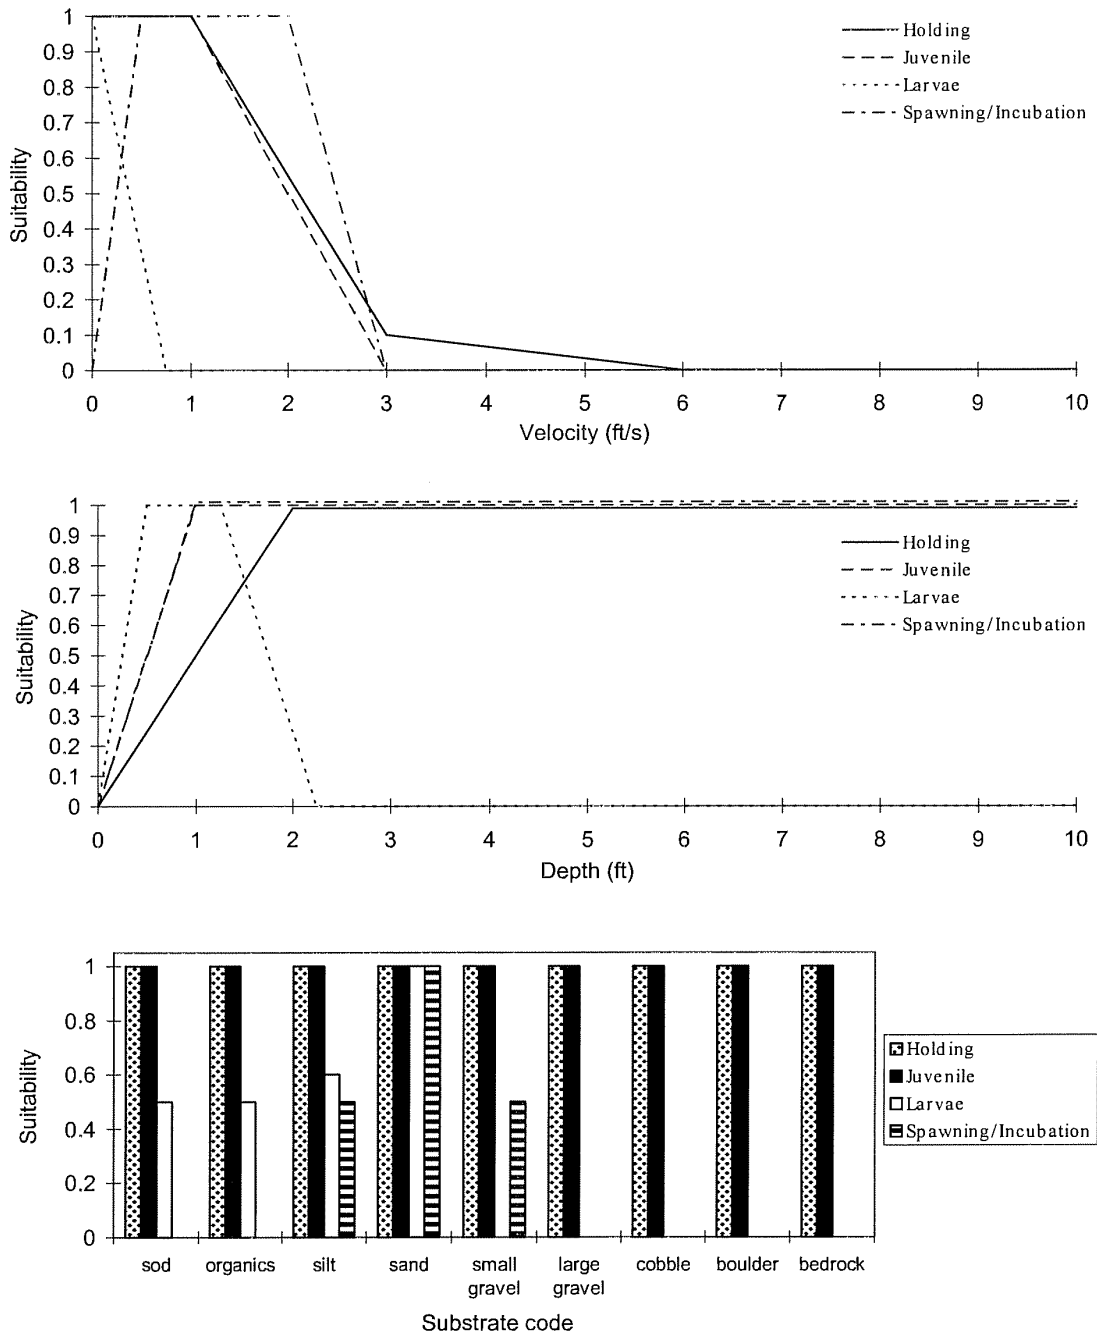 1
0.9
0.8
0.7
0.6
0.5
0.4
0.3
0.2
0.1
0
Suitability
Holding
Juvenile
Larvae
Spawning/Incubation
0 1 2 3 4 5 6 7 8 9 10
Velocity (ft/s)
1
0.9
0.8
0.7
0.6
0.5
0.4
0.3
0.2
0.1
0
Suitability
Holding
Juvenile
Larvae
Spawning/Incubation
0 1 2 3 4 5 6 7 8 9 10
Depth (ft)
1
0.8
0.6
0.4
0.2
0
Suitability
Holding
Juvenile
Larvae
Spawning/Incubation
sod organics silt sand small large cobble boulder bedrock
gravel gravel
Substrate code